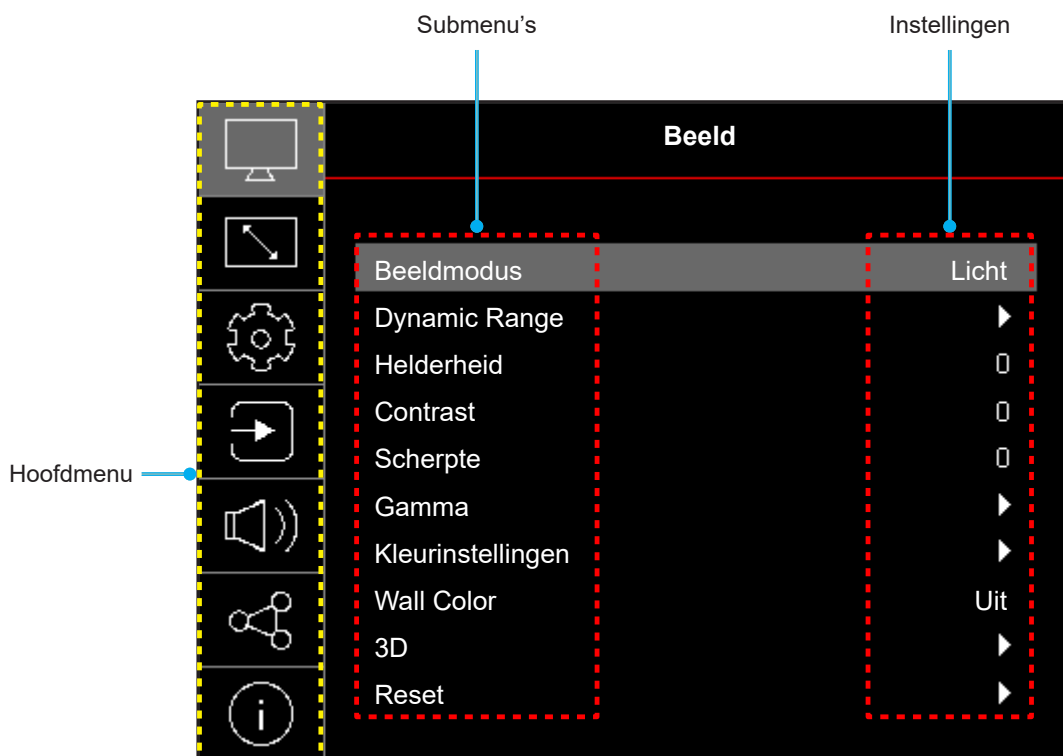 Submenu’s Instellingen
Beeld
Beeldmodus Licht
Dynamic Range
Helderheid 0
Contrast 0
Scherpte 0
Hoofdmenu
Gamma
Kleurinstellingen
Wall Color Uit
3D
Reset
i